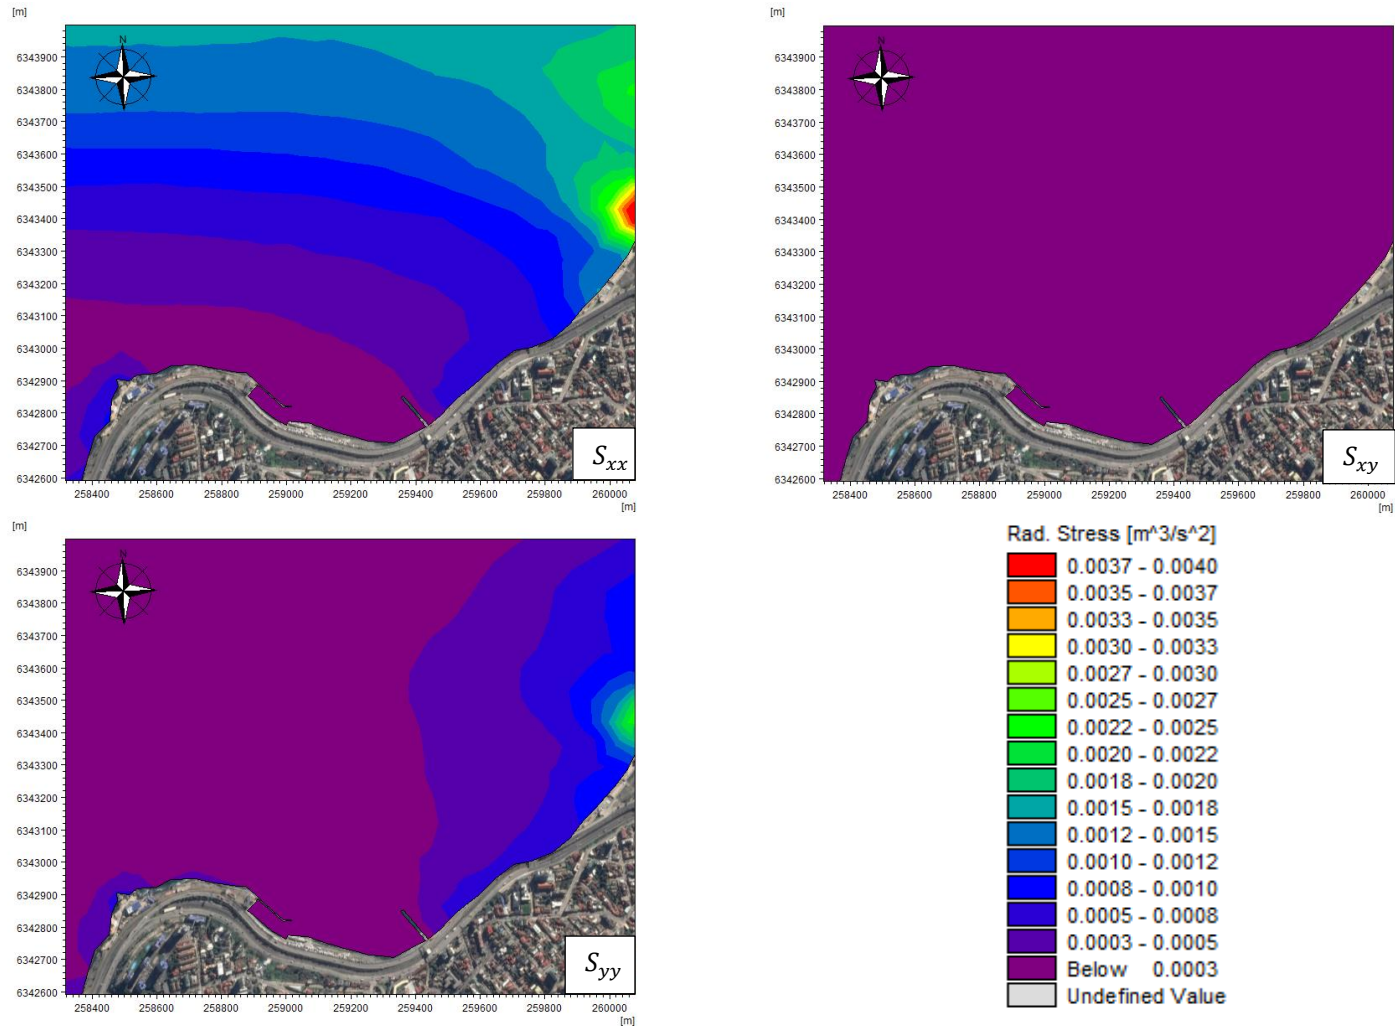 [m]
N
6343900
6343800
6343700
6343600
6343500
6343400
6343300
6343200
6343100
6343000
6342900
6342800
6342700
6342600
258400 258600 258800 259000 259200 259400 259600 259800 260000
[m]
Sxx
[m]
N
6343900
6343800
6343700
6343600
6343500
6343400
6343300
6343200
6343100
6343000
6342900
6342800
6342700
6342600
258400 258600 258800 259000 259200 259400 259600 259800 260000
[m]
Sxy
[m]
N
6343900
6343800
6343700
6343600
6343500
6343400
6343300
6343200
6343100
6343000
6342900
6342800
6342700
6342600
258400 258600 258800 259000 259200 259400 259600 259800 260000
[m]
Syy
Rad. Stress [m^3/s^2]
0.0037 - 0.0040
0.0035 - 0.0037
0.0033 - 0.0035
0.0030 - 0.0033
0.0027 - 0.0030
0.0025 - 0.0027
0.0022 - 0.0025
0.0020 - 0.0022
0.0018 - 0.0020
0.0015 - 0.0018
0.0012 - 0.0015
0.0010 - 0.0012
0.0008 - 0.0010
0.0005 - 0.0008
0.0003 - 0.0005
Below 0.0003
Undefined Value